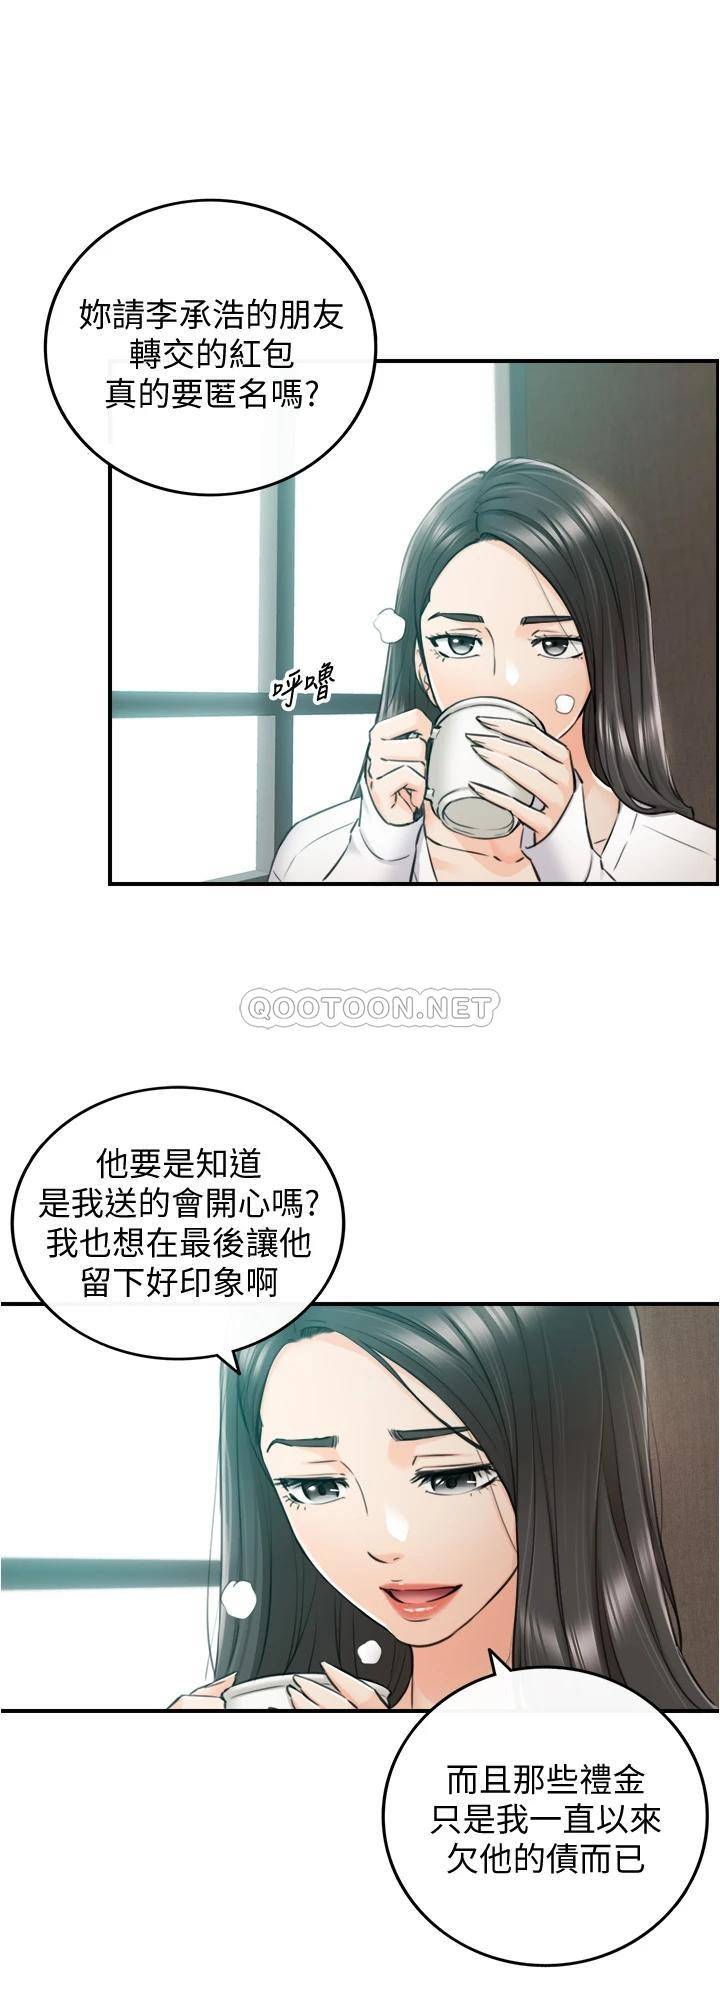 妳請李承浩的朋友
轉交的紅包
真的要匿名嗎?
呼嚕
QOOTOON.NET
他要是知道
是我送的會開心嗎?
我也想在最後讓他
留下好印象啊
而且那些禮金
只是我一直以來
欠他的債而已